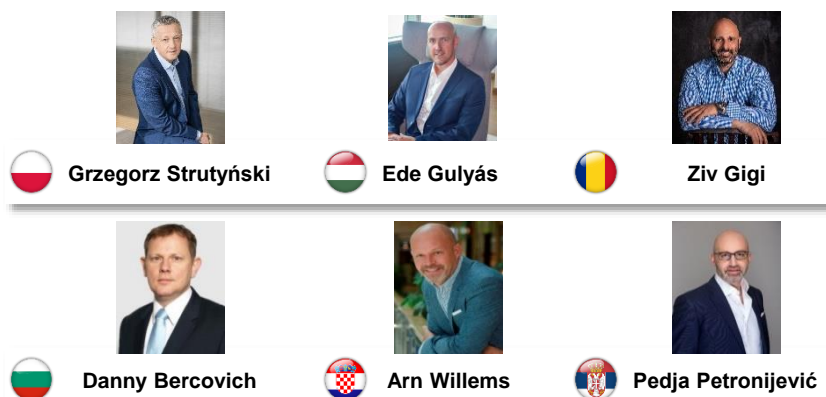 Grzegorz Strutyński
Ede Gulyás
Ziv Gigi
Danny Bercovich
Arn Willems
Pedja Petronijević